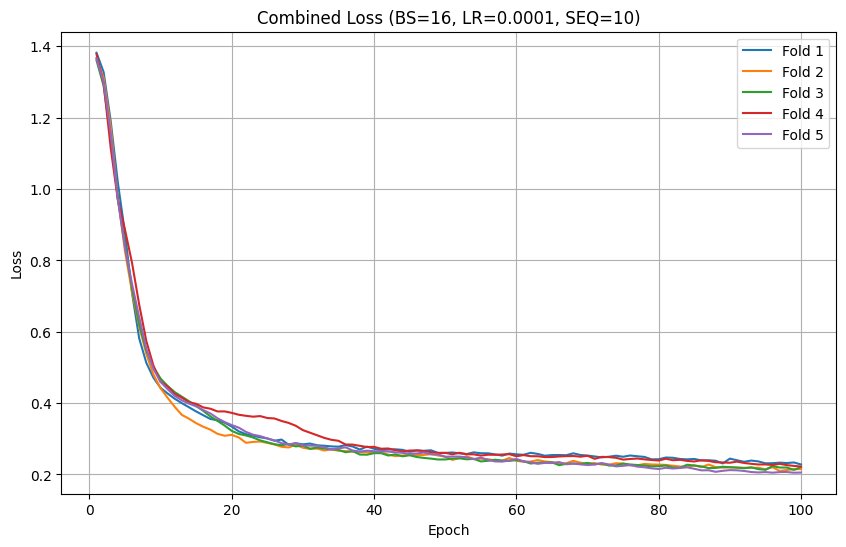 Combined Loss (BS=16, LR=0.0001, SEQ=10)
Fold 1
Fold 2
Fold 3
Fold 4
Fold 5
Loss
1.4
1.2
1.0
0.8
0.6
0.4
0.2
0 20 40 60 80 100
Epoch